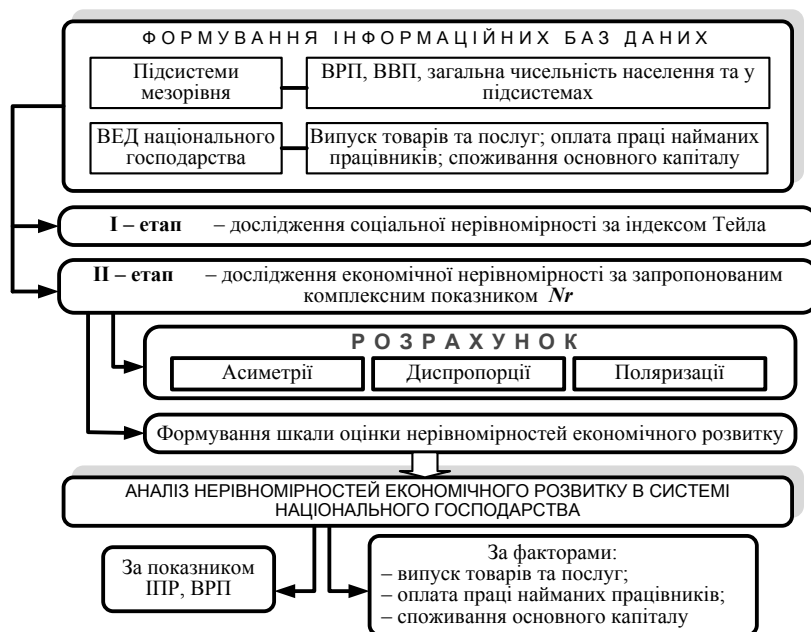 ФОРМУВАННЯ ІНФОРМАЦІЙНИХ БАЗ ДАНИХ
Підсистеми
мезорівня
ВРП, ВВП, загальна чисельність населення та у
підсистемах
ВЕД національного
господарства
Випуск товарів та послуг; оплата праці найманих
працівників; споживання основного капіталу
І – етап – дослідження соціальної нерівномірності за індексом Тейла
ІІ – етап – дослідження економічної нерівномірності за запропонованим
комплексним показником Nr
РОЗРАХУНОК
Асиметрії
Диспропорції
Поляризації
Формування шкали оцінки нерівномірностей економічного розвитку
АНАЛІЗ НЕРІВНОМІРНОСТЕЙ ЕКОНОМІЧНОГО РОЗВИТКУ В СИСТЕМІ
НАЦІОНАЛЬНОГО ГОСПОДАРСТВА
За показником
ІПР, ВРП
За факторами:
– випуск товарів та послуг;
– оплата праці найманих працівників;
– споживання основного капіталу